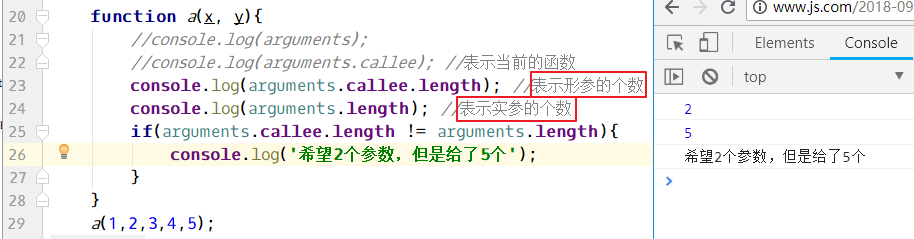 20 function a(x, y){
21 //console.log(arguments);
22 //console.log(arguments.callee); //表示当前的函数
23 console.log(arguments.callee.length); //表示形参的个数
24 console.log(arguments.length); //表示实参的个数
25 if(arguments.callee.length != arguments.length){
26 console.log('希望2个参数，但是给了5个');
27 }
28 }
29 a(1,2,3,4,5);
www.js.com/2018-09
Elements Console
top
2
5
希望2个参数，但是给了5个